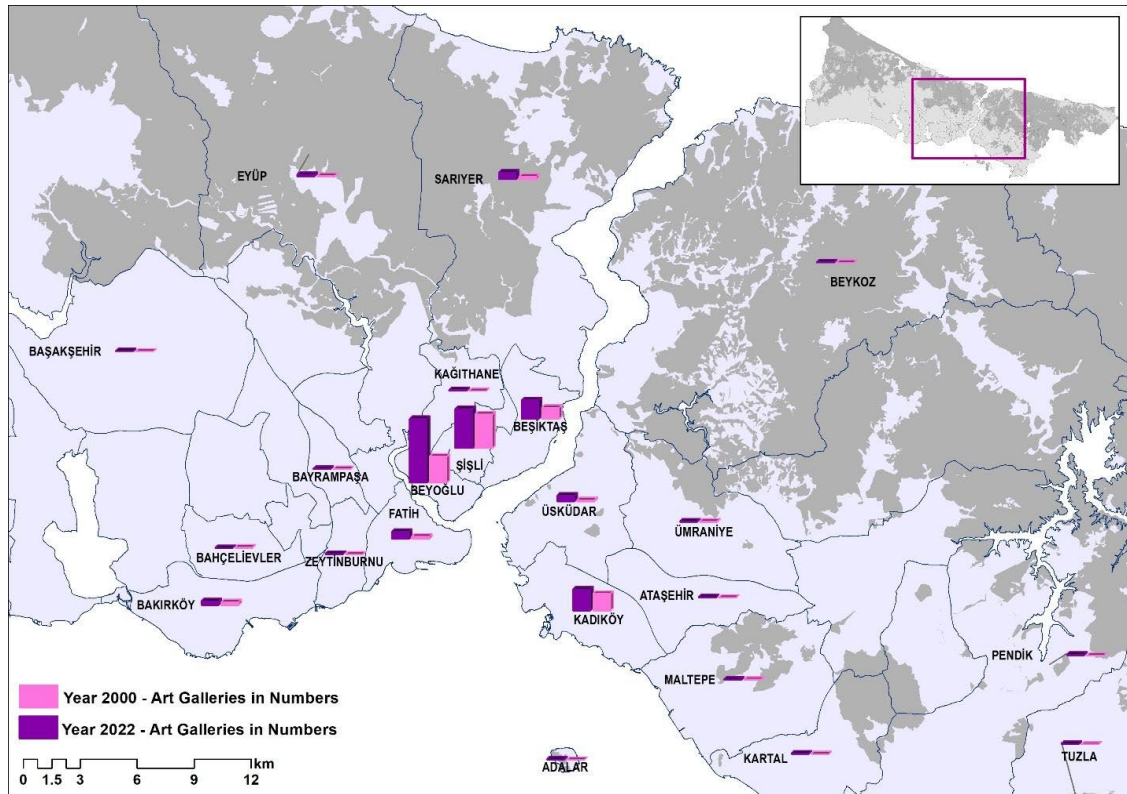 EYÜP
SARIYER
BEYKOZ
BAŞAKŞEHİR
KAĞITHANE
BEŞİKTAŞ
ŞİŞLİ
BAYRAMPAŞA
BEYOĞLU
FATİH
ÜSKÜDAR
ÜMRANİYE
BAHÇELİEVLER
ZEYTİNBURNU
BAKIRKÖY
KADIKÖY
ATAŞEHİR
PENDİK
MALTEPE
KARTAL
TUZLA
ADALAR
Year 2000 - Art Galleries in Numbers
Year 2022 - Art Galleries in Numbers
km
0 1.5 3 6 9 12